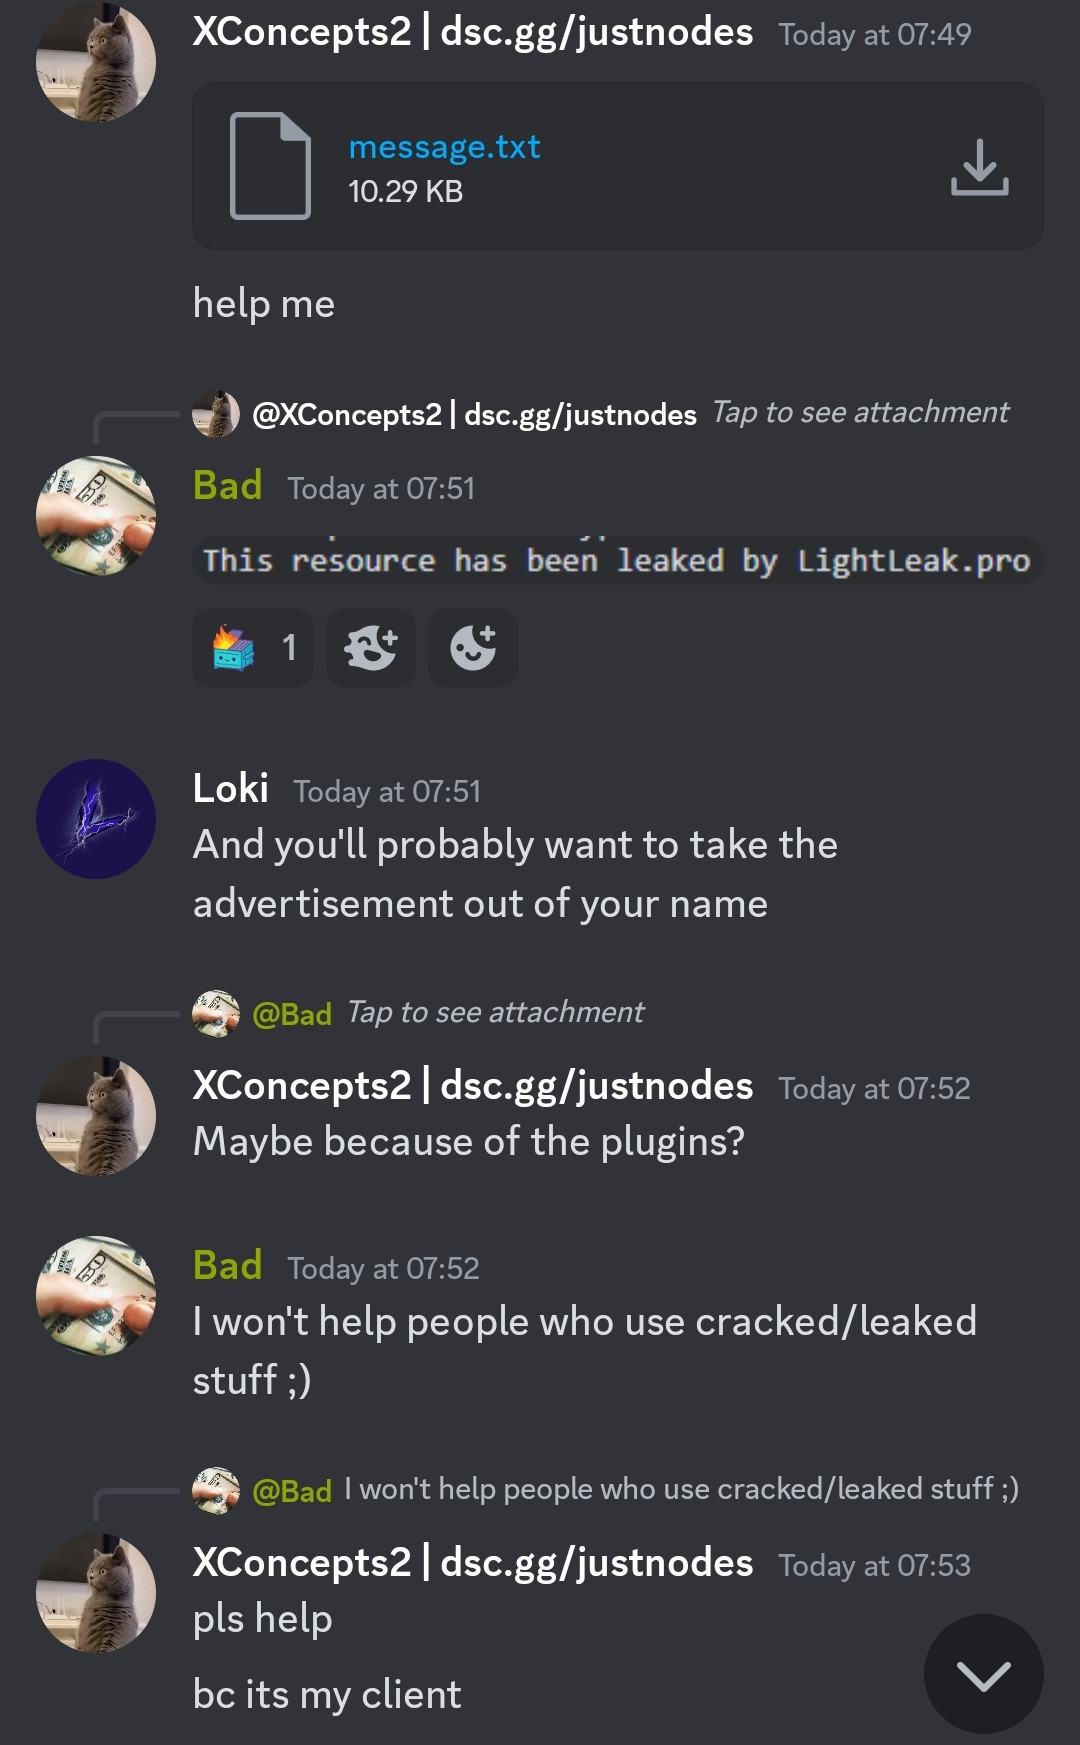 XConcepts2 | dsc.gg/justnodes Today at 07:49
message.txt
10.29 KB
help me
@XConcepts2 | dsc.gg/justnodes Tap to see attachment
Bad Today at 07:51
This resource has been leaked by LightLeak.pro
1
Loki Today at 07:51
And you'll probably want to take the
advertisement out of your name
@Bad Tap to see attachment
XConcepts2 | dsc.gg/justnodes Today at 07:52
Maybe because of the plugins?
Bad Today at 07:52
I won't help people who use cracked/leaked
stuff ;)
@Bad I won't help people who use cracked/leaked stuff ;)
XConcepts2 | dsc.gg/justnodes Today at 07:53
pls help
bc its my client